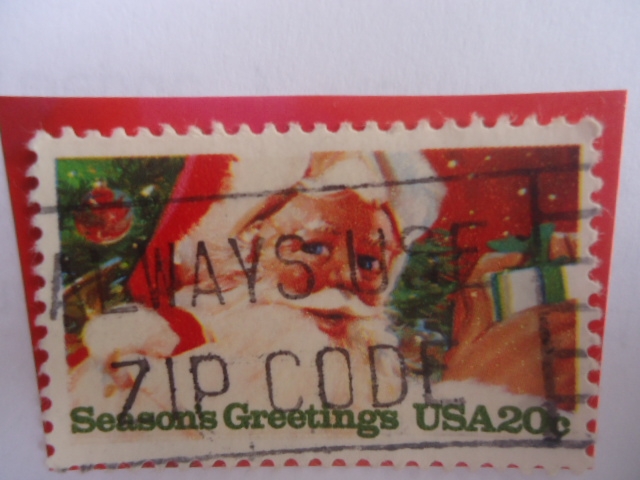 ALWAYS USE
ZIP CODE
Season's Greetings USA20c